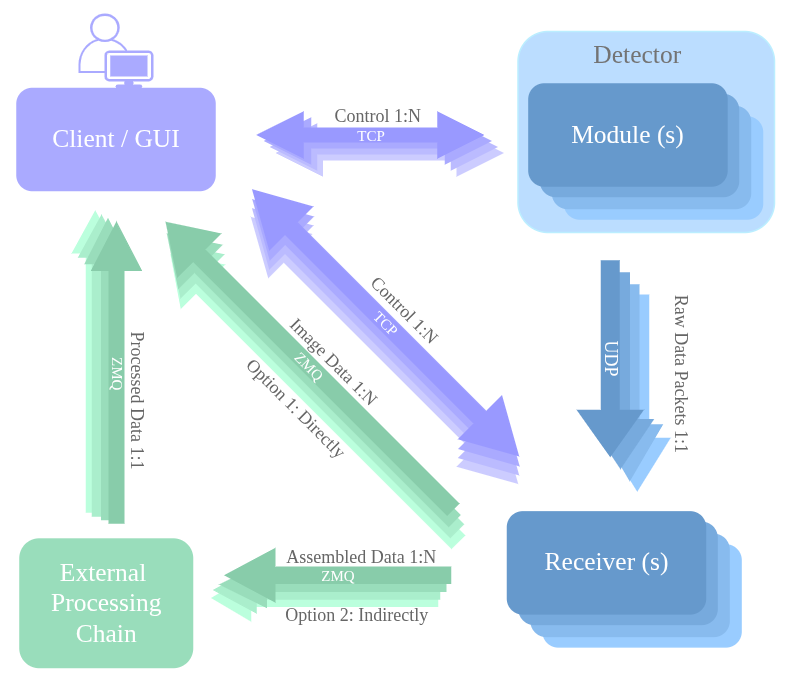 Detector
Client / GUI
Control 1:N
TCP
Module (s)
Control 1:N
TCP
Raw Data Packets 1:1
UDP
Image Data 1:N
ZMQ
Option 1: Directly
Processed Data 1:1
ZMQ
Assembled Data 1:N
ZMQ
Option 2: Indirectly
External
Processing
Chain
Receiver (s)